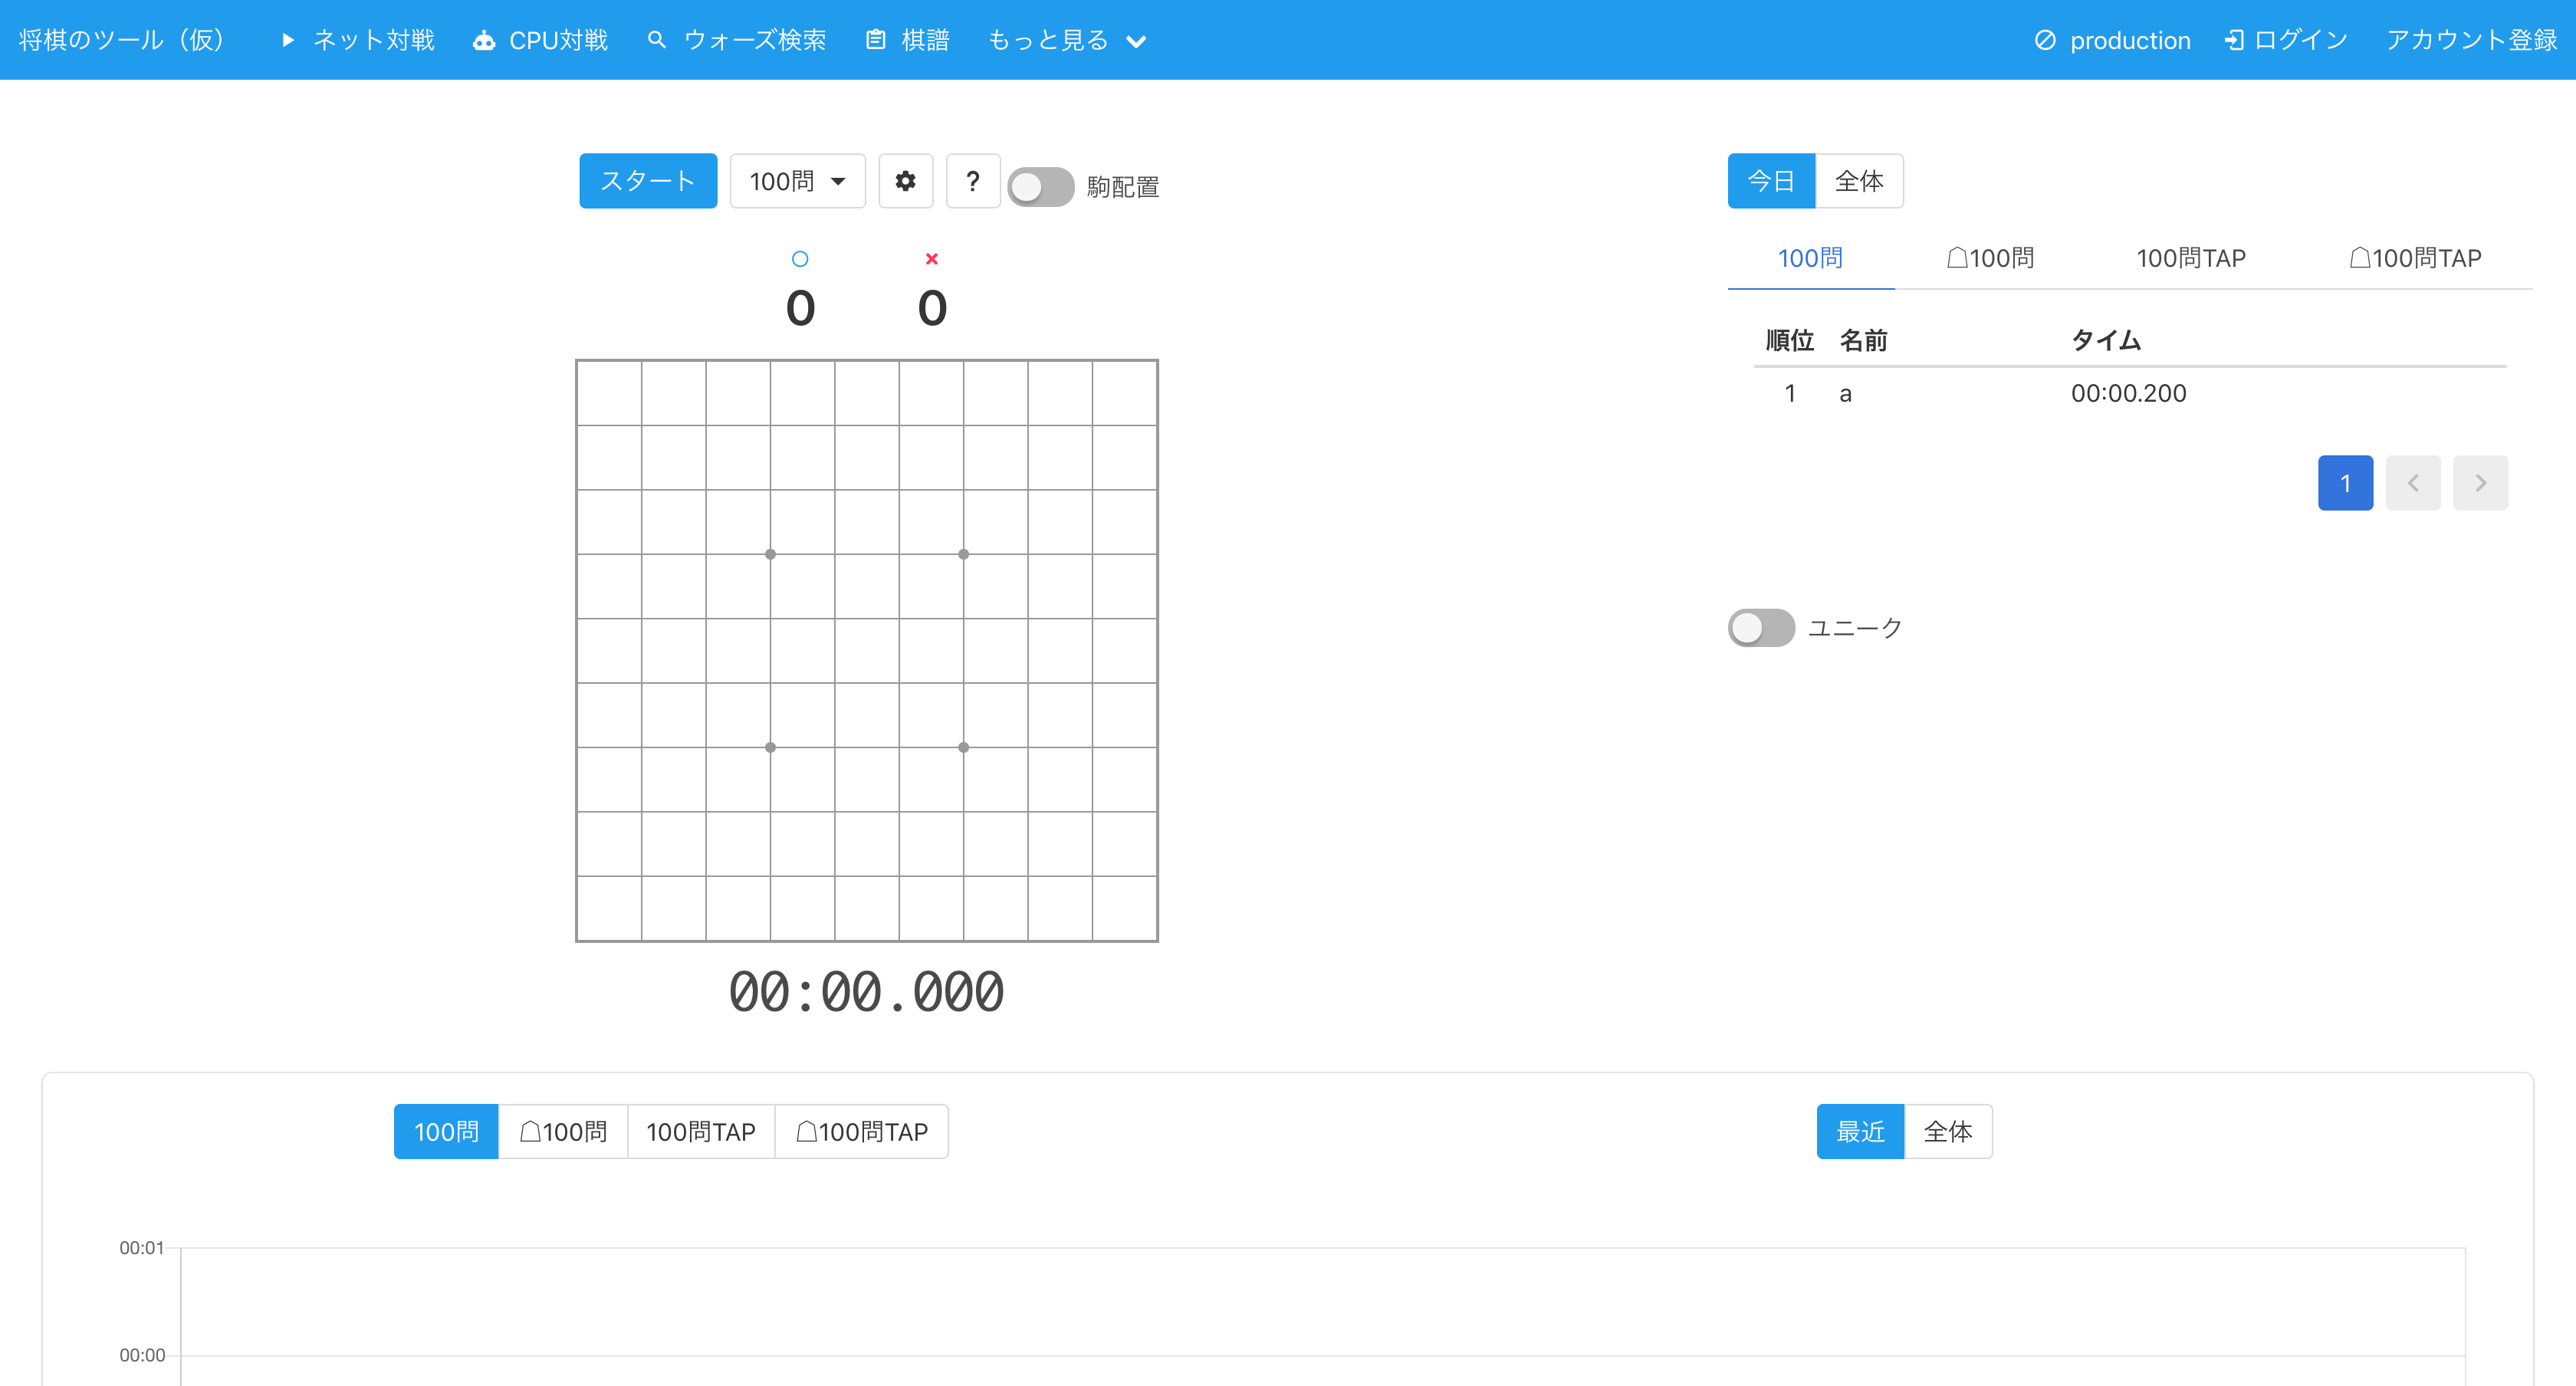 将棋のツール（仮） ネット対戦 CPU対戦 ウォーズ検索 棋譜 もっと見る production ログイン アカウント登録
スタート 100問 ? 駒配置
0 0
00:00.000
今日 全体
100問 ☖100問 100問TAP ☖100問TAP
順位 名前 タイム
1 a 00:00.200
1
ユニーク
100問 ☖100問 100問TAP ☖100問TAP 最近 全体
00:01
00:00